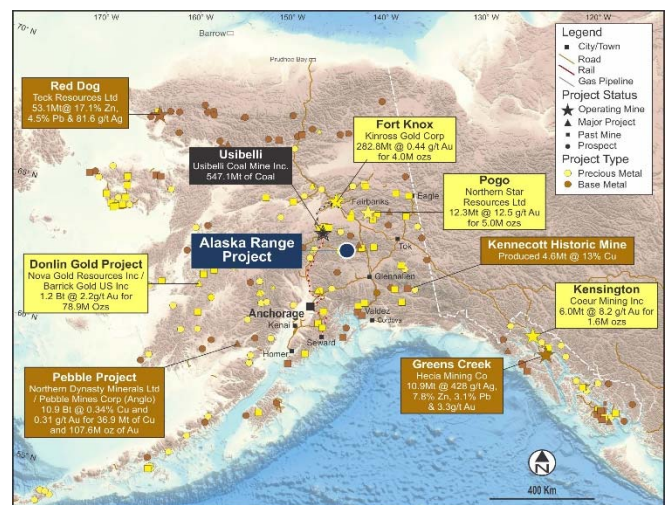 170° W
160° W
150° W
140° W
130° W
120° W
70° N
Barrow
Prudhoe Bay
Legend
City/Town
Road
Rail
Gas Pipeline
Project Status
Operating Mine
Major Project
Past Mine
Prospect
Project Type
Precious Metal
Base Metal
Red Dog
Teck Resources Ltd
53.1Mt@ 17.1% Zn,
4.5% Pb & 81.6 g/t Ag
Fort Knox
Kinross Gold Corp
282.8Mt @ 0.44 g/t Au
for 4.0M ozs
Usibelli
Usibelli Coal Mine Inc.
547.1Mt of Coal
65° N
Fairbanks
Eagle
Pogo
Northern Star
Resources Ltd
12.3Mt @ 12.5 g/t Au
for 5.0M ozs
Alaska Range
Project
Tok
Kennecott Historic Mine
Produced 4.6Mt @ 13% Cu
Donlin Gold Project
Nova Gold Resources Inc /
Barrick Gold US Inc
1.2 Bt @ 2.2g/t Au for
78.9M Ozs
Glennallen
Anchorage
Valdez
Cordova
Kenai
Seward
Homer
Kensington
Coeur Mining Inc
6.0Mt @ 8.2 g/t Au for
1.6M ozs
Pebble Project
Northern Dynasty Minerals Ltd
/ Pebble Mines Corp (Anglo)
10.9 Bt @ 0.34% Cu and
0.31 g/t Au for 36.9 Mt of Cu
and 107.6M oz of Au
Greens Creek
Hecla Mining Co
10.9Mt @ 428 g/t Ag,
7.8% Zn, 3.1% Pb
& 3.3g/t Au
55° N
N
400 Km